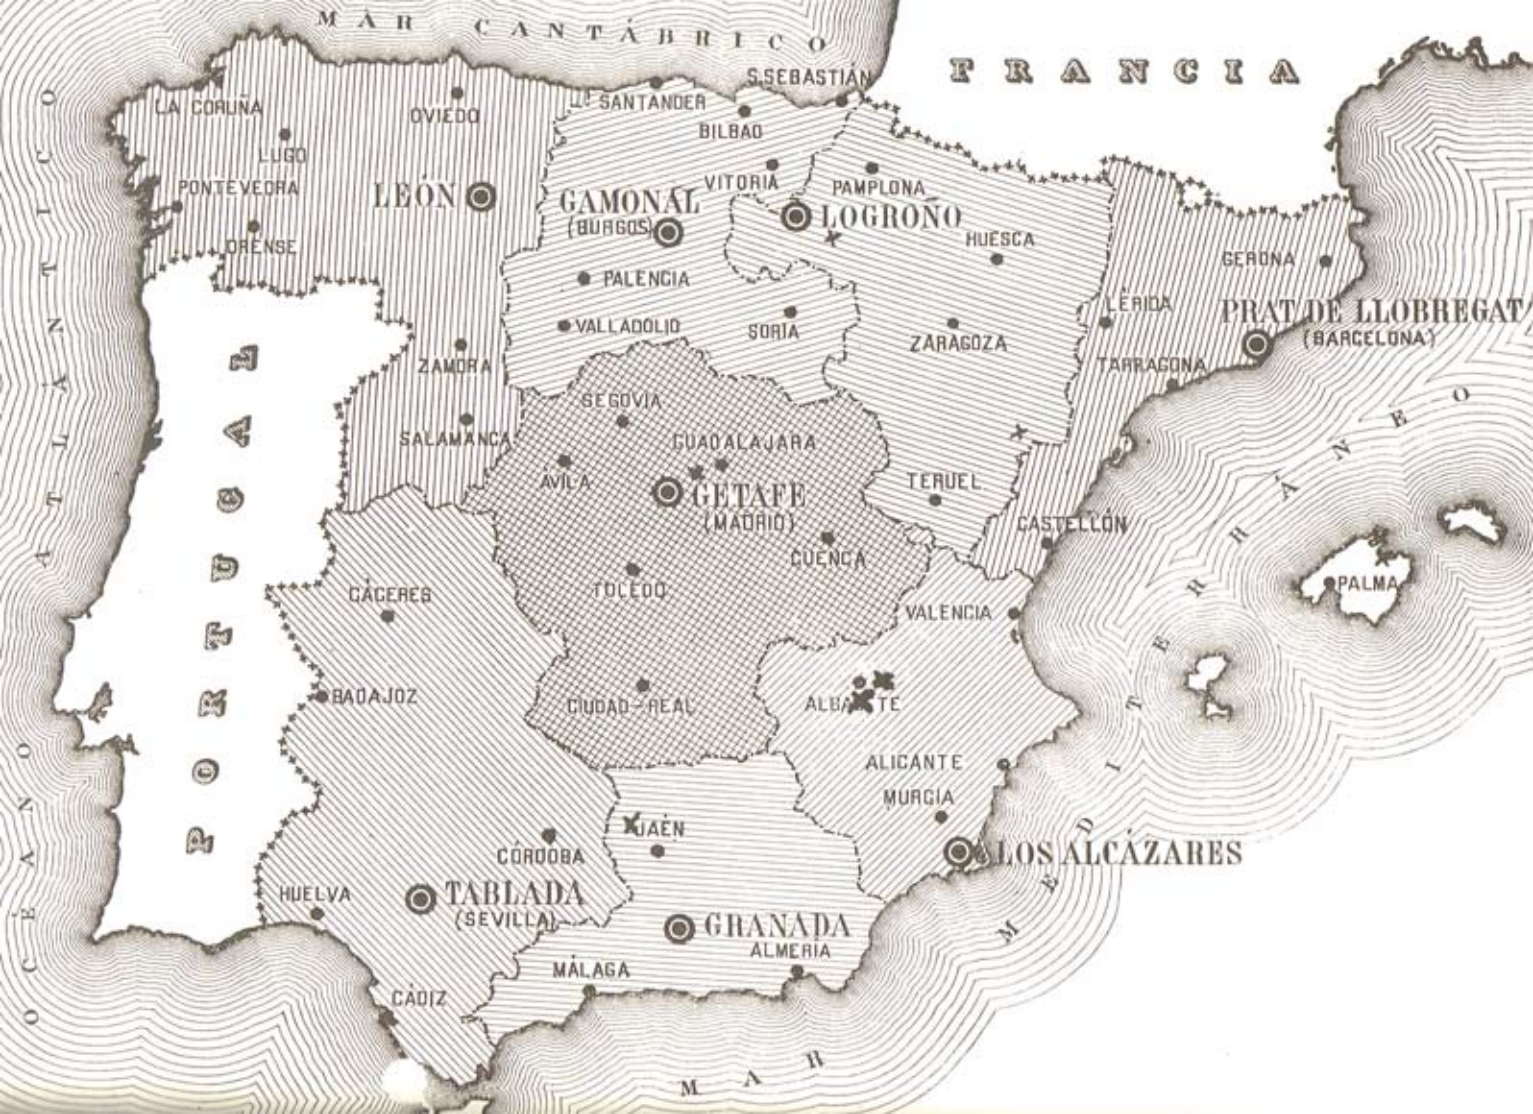 MAR CANTÁBRICO
FRANCIA
OCÉANO ATLÁNTICO
PORTUGAL
MAR MEDITERRÁNEO
LA CORUÑA
LUGO
PONTEVEDRA
ORENSE
OVIEDO
LEÓN
ZAMORA
SALAMANCA
SANTANDER
S.SEBASTIÁN
BILBAO
VITORIA
GAMONAL
(BURGOS)
PALENCIA
VALLADOLID
SORIA
PAMPLONA
LOGROÑO
HUESCA
ZARAGOZA
TERUEL
GERONA
LÉRIDA
PRAT DE LLOBREGAT
(BARCELONA)
TARRAGONA
CASTELLÓN
SEGOVIA
GUADALAJARA
ÁVILA
GETAFE
(MADRID)
CUENCA
TOLEDO
CIUDAD-REAL
CÁCERES
BADAJOZ
CÓRDOBA
HUELVA
TABLADA
(SEVILLA)
CÁDIZ
VALENCIA
ALICANTE
MURCIA
LOS ALCÁZARES
JAÉN
GRANADA
ALMERÍA
MÁLAGA
PALMA